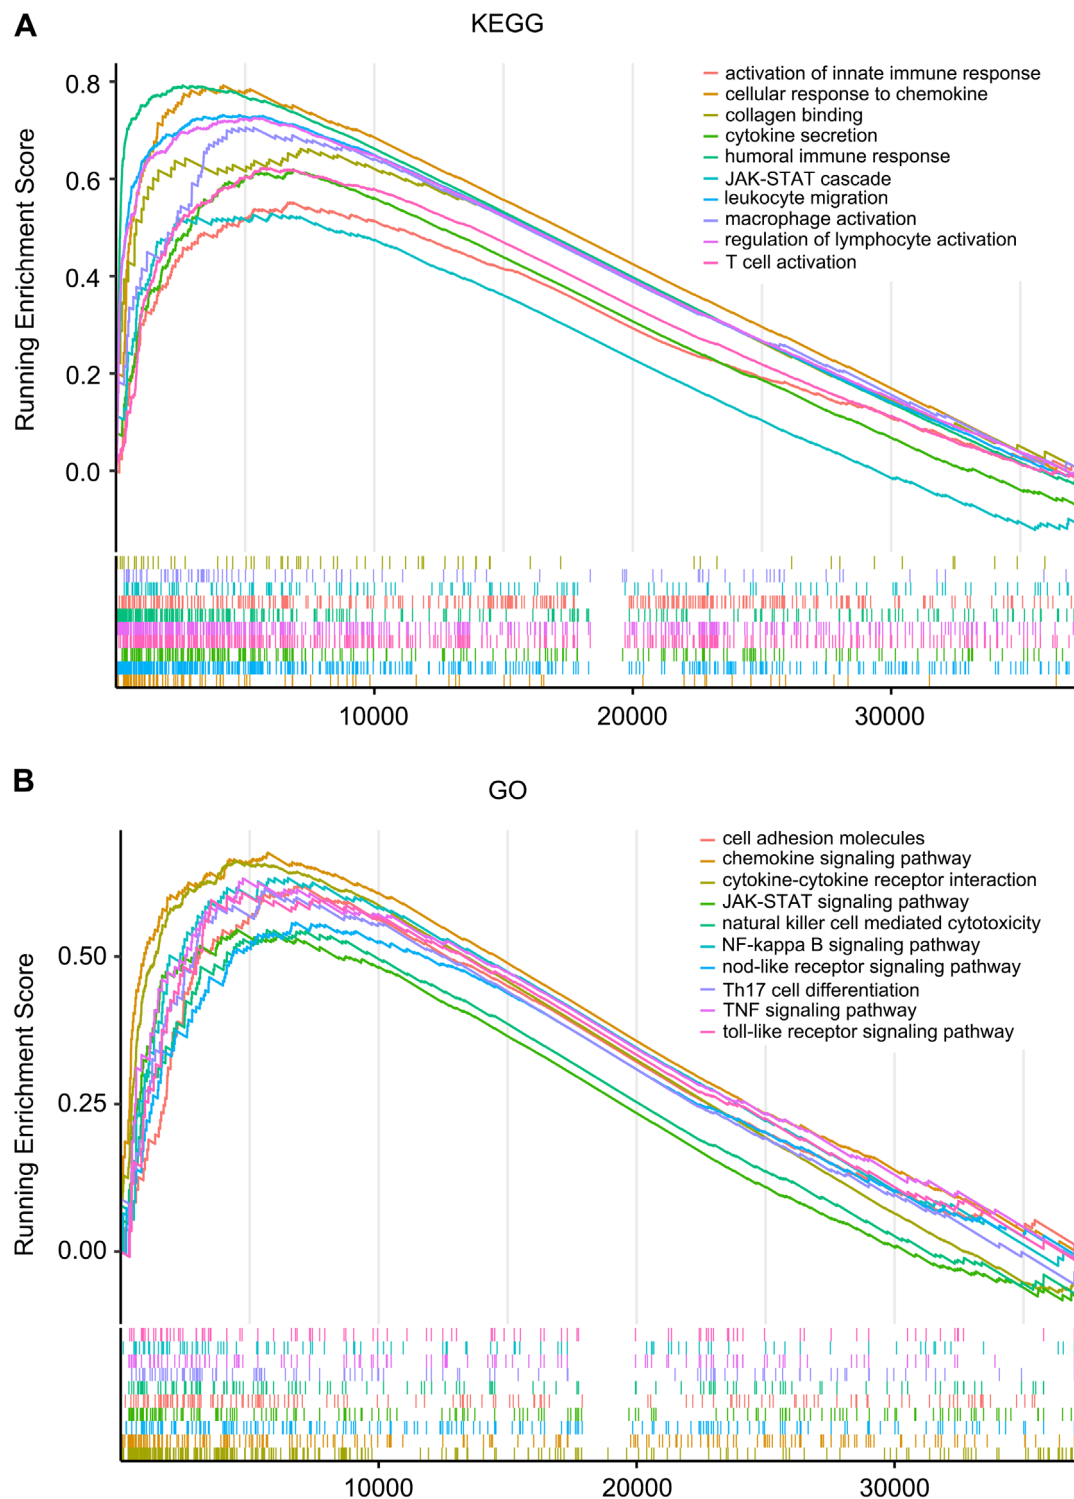 A
KEGG
Running Enrichment Score
0.8
0.6
0.4
0.2
0.0
activation of innate immune response
cellular response to chemokine
collagen binding
cytokine secretion
humoral immune response
JAK-STAT cascade
leukocyte migration
macrophage activation
regulation of lymphocyte activation
T cell activation
10000
20000
30000
B
GO
Running Enrichment Score
0.50
0.25
0.00
cell adhesion molecules
chemokine signaling pathway
cytokine-cytokine receptor interaction
JAK-STAT signaling pathway
natural killer cell mediated cytotoxicity
NF-kappa B signaling pathway
nod-like receptor signaling pathway
Th17 cell differentiation
TNF signaling pathway
toll-like receptor signaling pathway
10000
20000
30000